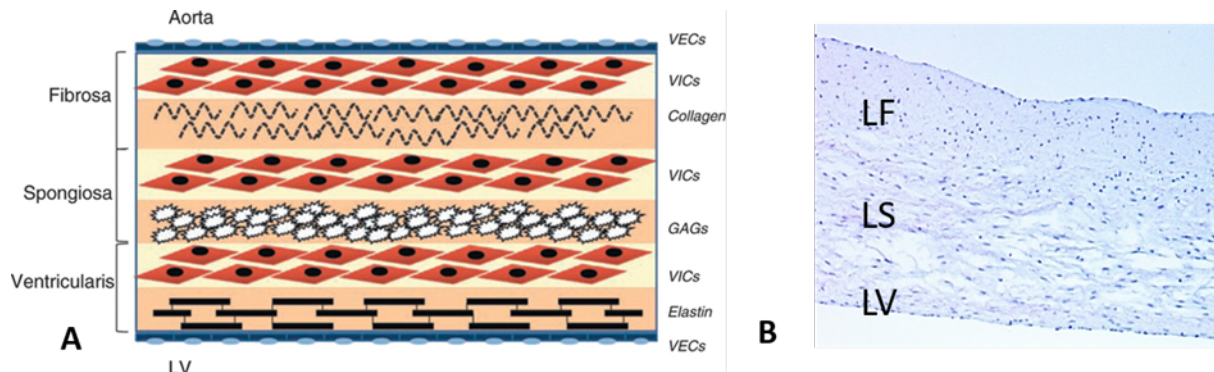 Aorta
VECs
Fibrosa
VICs
Collagen
Spongiosa
VICs
GAGs
Ventricularis
VICs
Elastin
VECs
A
LV
LF
LS
LV
B